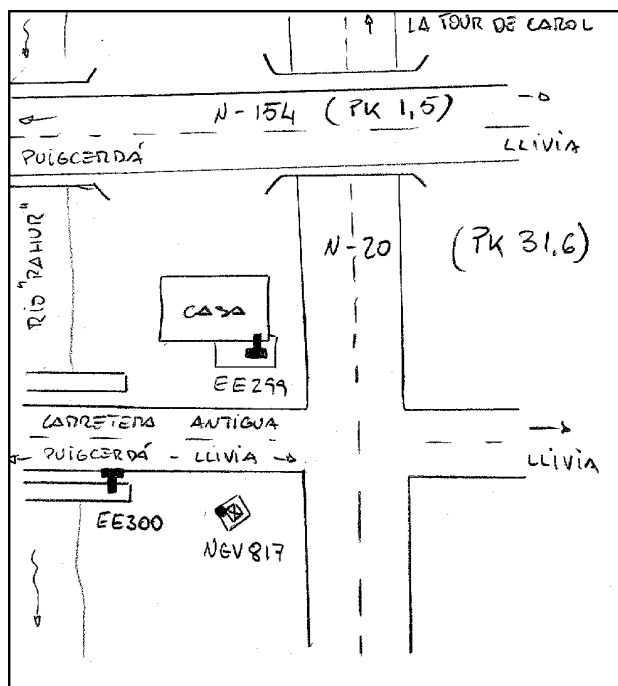 LA TOUR DE CAROL
N-154 (PK 1,5)
PUIGCERDÁ
LLIVIA
RIO "RAHUR"
N-20 (PK 31,6)
CASA
EE299
CARRETERA ANTIGUA
PUIGCERDÁ - LLIVIA
LLIVIA
EE300
NGV817